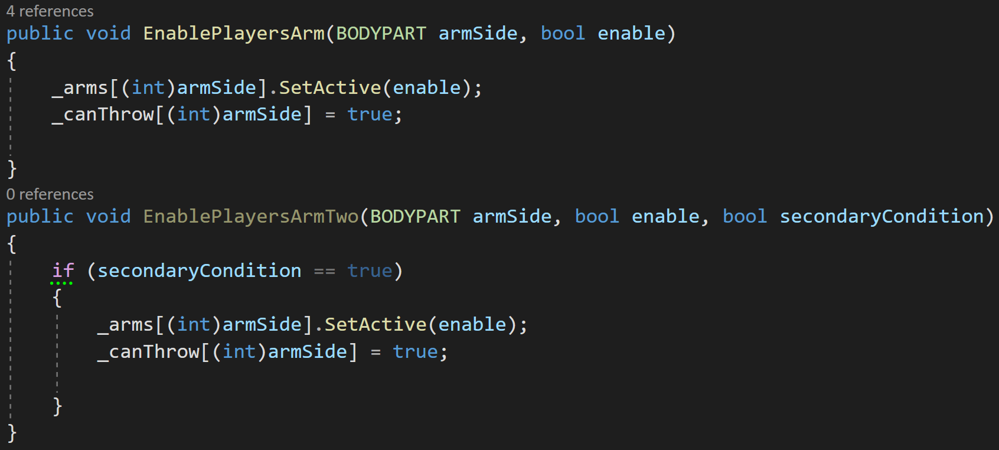 4 references
public void EnablePlayersArm(BODYPART armSide, bool enable)
{
    _arms[(int)armSide].SetActive(enable);
    _canThrow[(int)armSide] = true;

}
0 references
public void EnablePlayersArmTwo(BODYPART armSide, bool enable, bool secondaryCondition)
{
    if (secondaryCondition == true)
    {
        _arms[(int)armSide].SetActive(enable);
        _canThrow[(int)armSide] = true;

    }
}